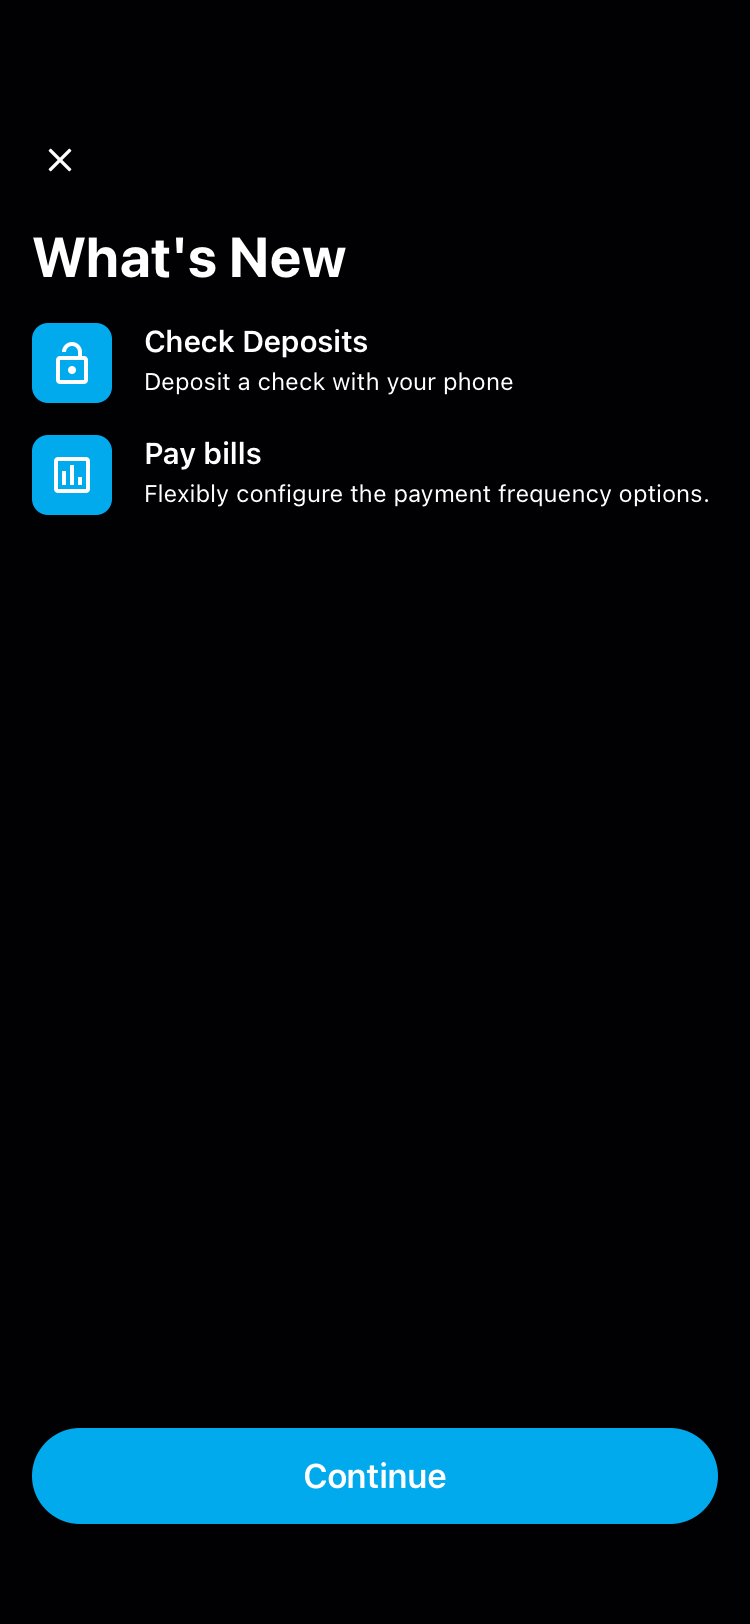 What's New
Check Deposits
Deposit a check with your phone
Pay bills
Flexibly configure the payment frequency options.
Continue